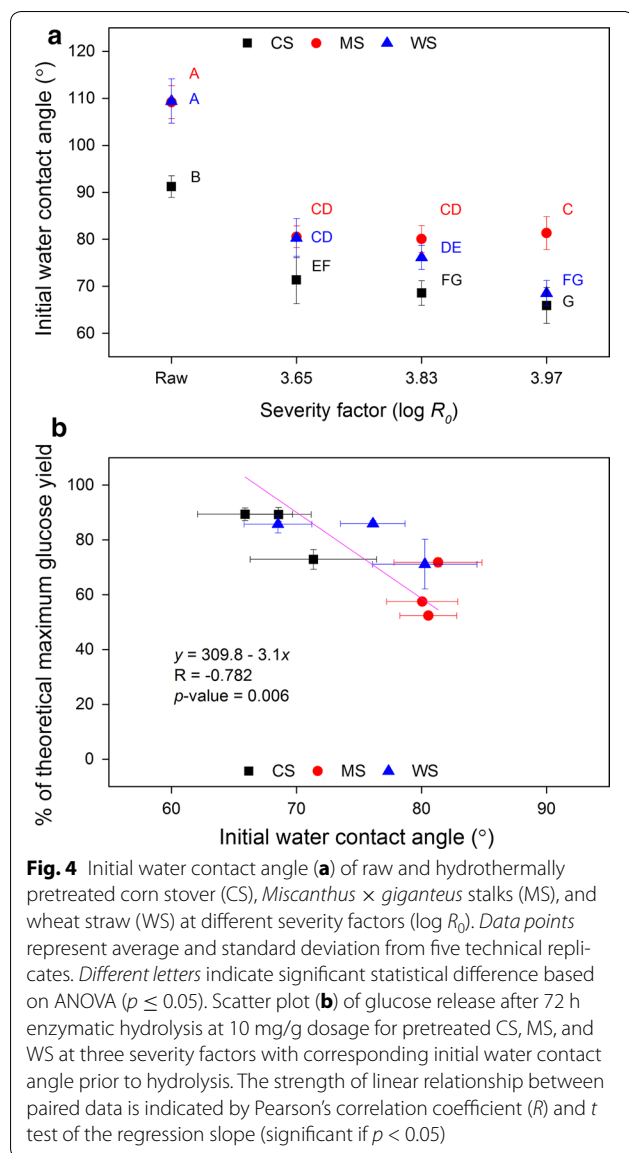 a
CS MS WS
Initial water contact angle (°)
120
110
100
90
80
70
60
A
A
B
CD
CD
EF
CD
DE
FG
C
FG
G
Raw 3.65 3.83 3.97
Severity factor (log R0)
b
% of theoretical maximum glucose yield
100
80
60
40
20
0
y = 309.8 - 3.1x
R = -0.782
p-value = 0.006
CS MS WS
60 70 80 90
Initial water contact angle (°)
Fig. 4 Initial water contact angle (a) of raw and hydrothermally
pretreated corn stover (CS), Miscanthus × giganteus stalks (MS), and
wheat straw (WS) at different severity factors (log R0). Data points
represent average and standard deviation from five technical repli-
cates. Different letters indicate significant statistical difference based
on ANOVA (p ≤ 0.05). Scatter plot (b) of glucose release after 72 h
enzymatic hydrolysis at 10 mg/g dosage for pretreated CS, MS, and
WS at three severity factors with corresponding initial water contact
angle prior to hydrolysis. The strength of linear relationship between
paired data is indicated by Pearson's correlation coefficient (R) and t
test of the regression slope (significant if p < 0.05)